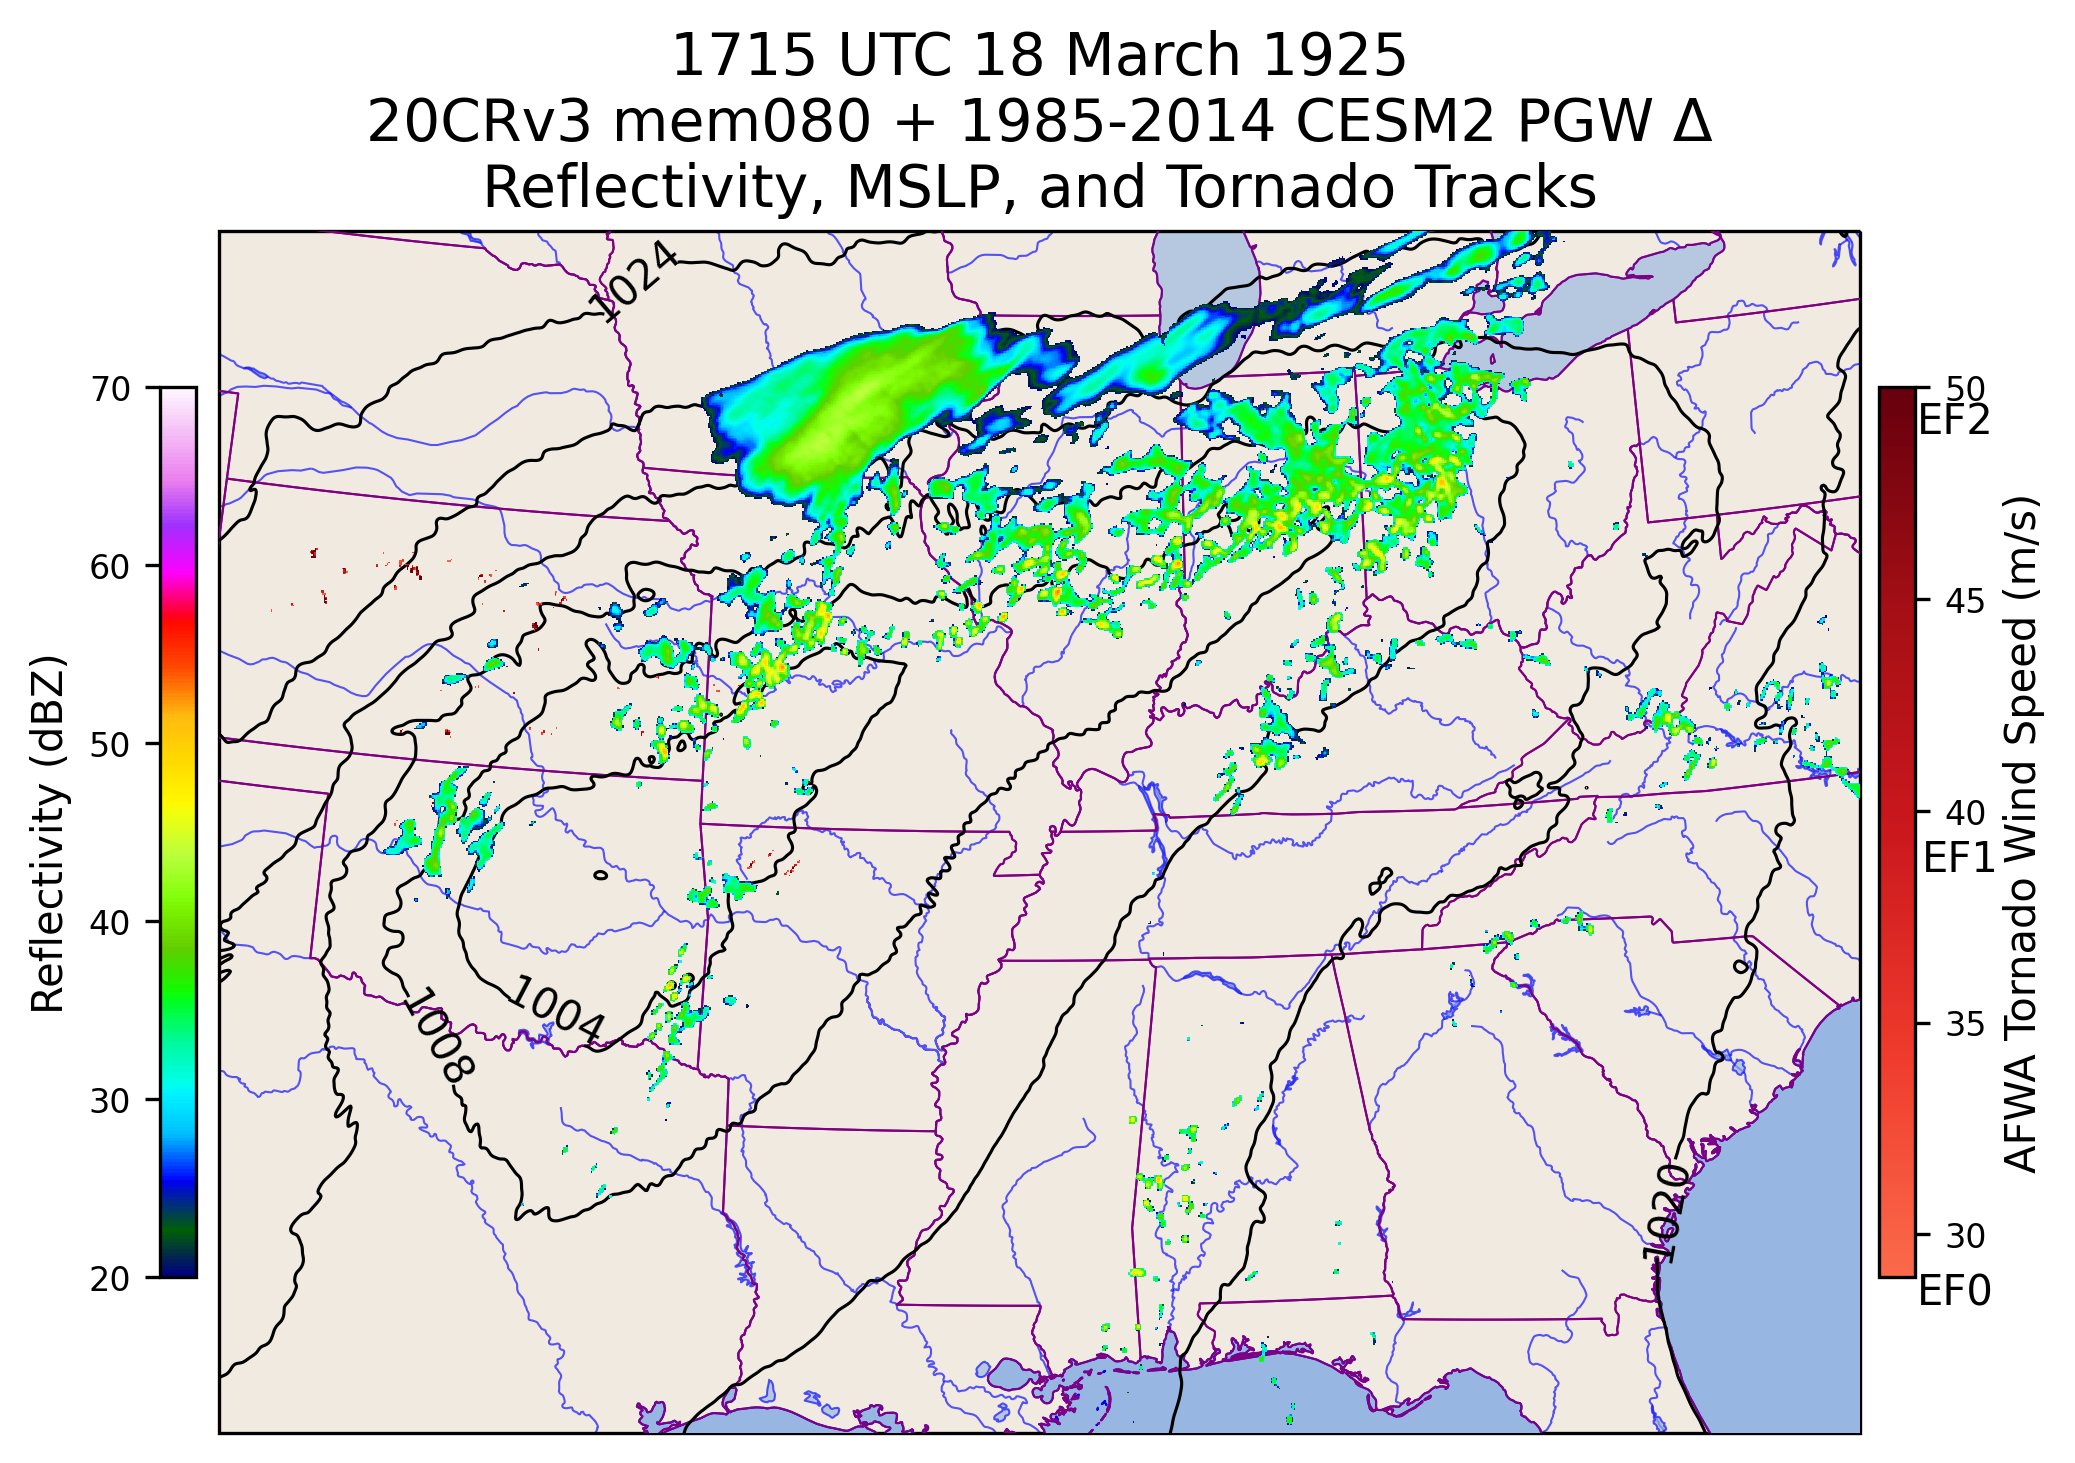 1715 UTC 18 March 1925
20CRv3 mem080 + 1985-2014 CESM2 PGW Δ
Reflectivity, MSLP, and Tornado Tracks
1024
1004
1008
1020
70
60
50
40
30
20
Reflectivity (dBZ)
50
EF2
45
40
EF1
35
30
EF0
AFWA Tornado Wind Speed (m/s)